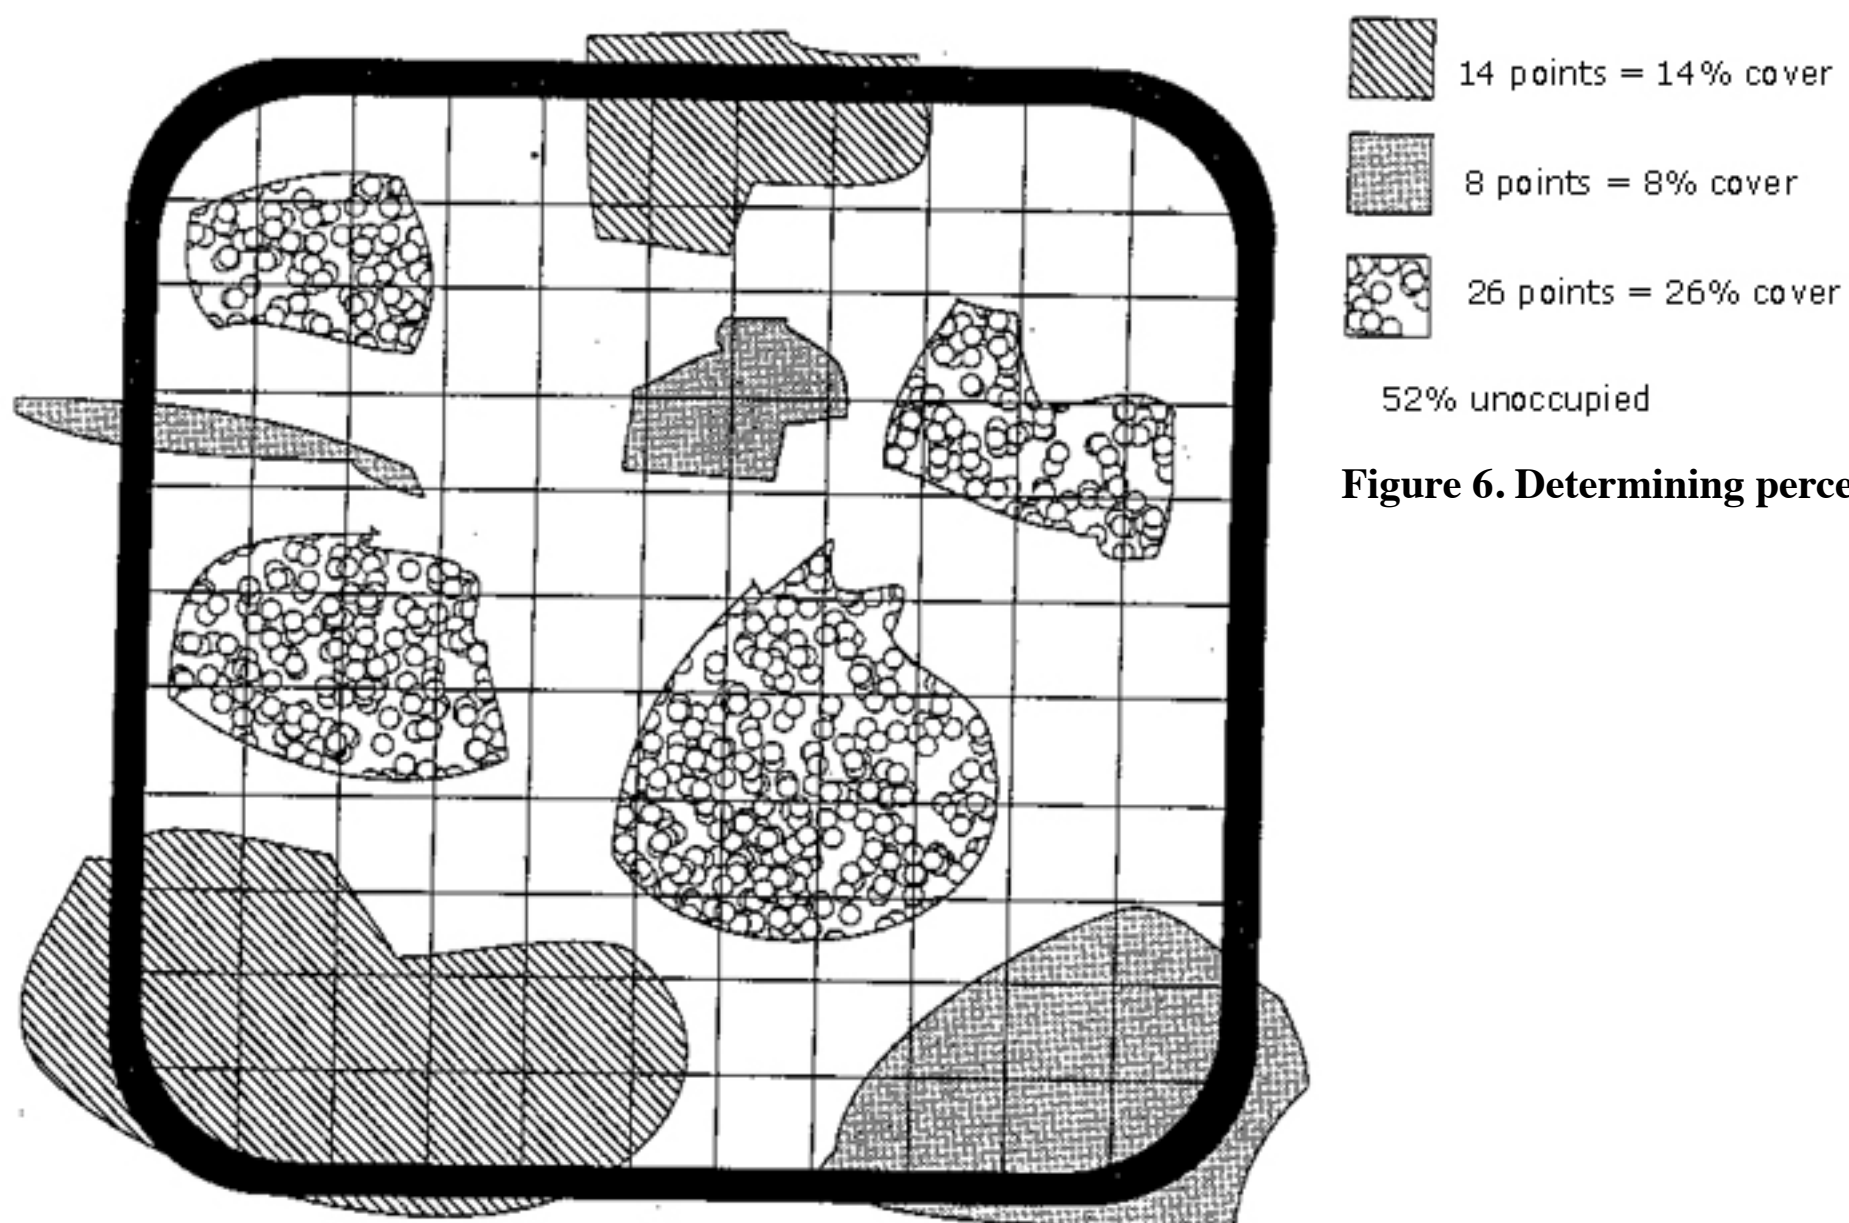 14 points = 14% cover
8 points = 8% cover
26 points = 26% cover
52% unoccupied
Figure 6. Determining perce